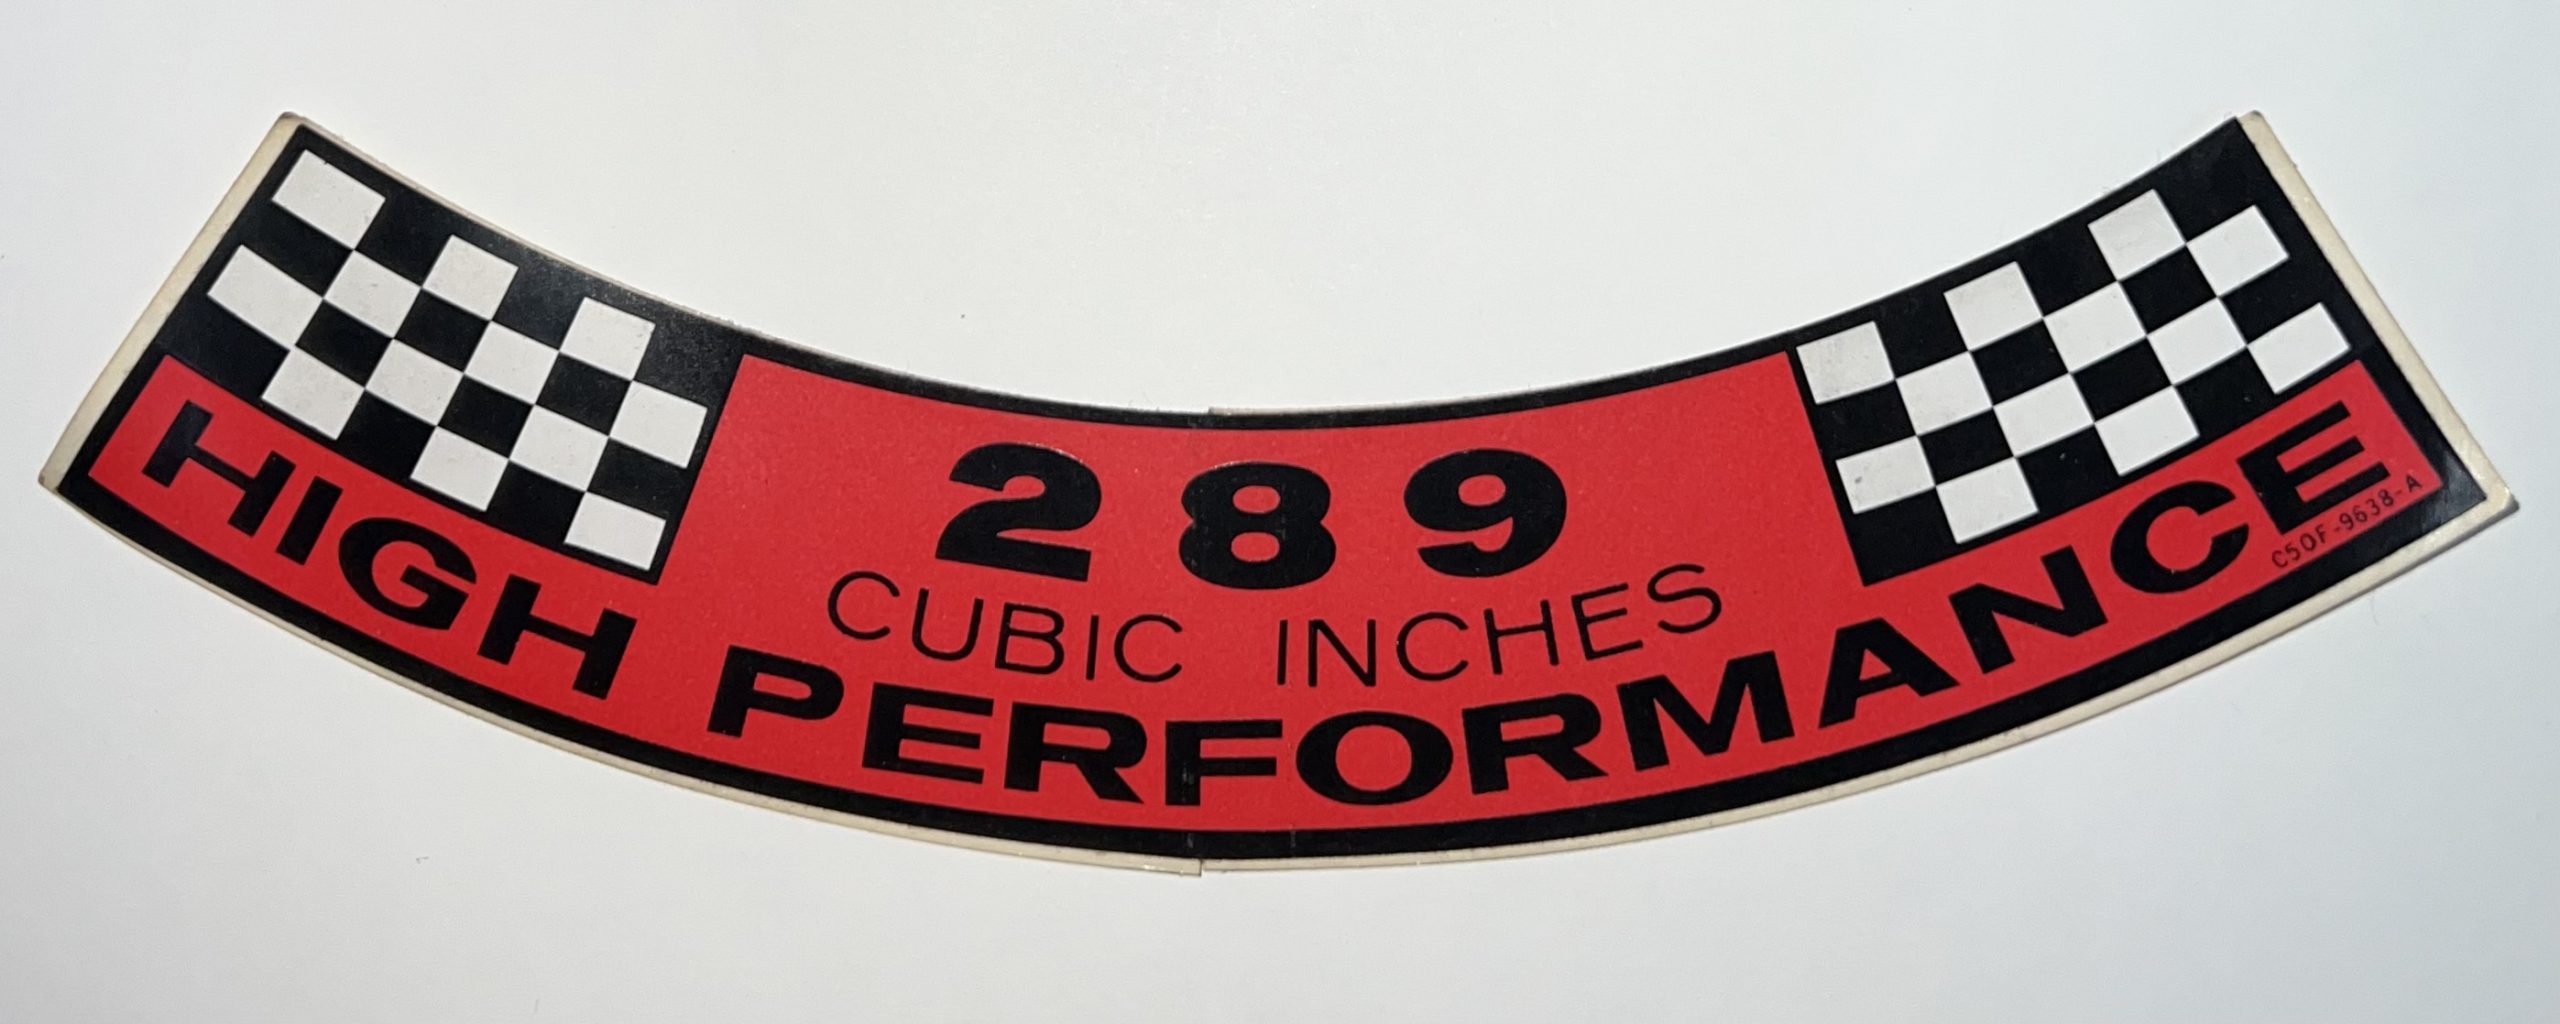 289
CUBIC INCHES
HIGH PERFORMANCE
C5OF-9638-A